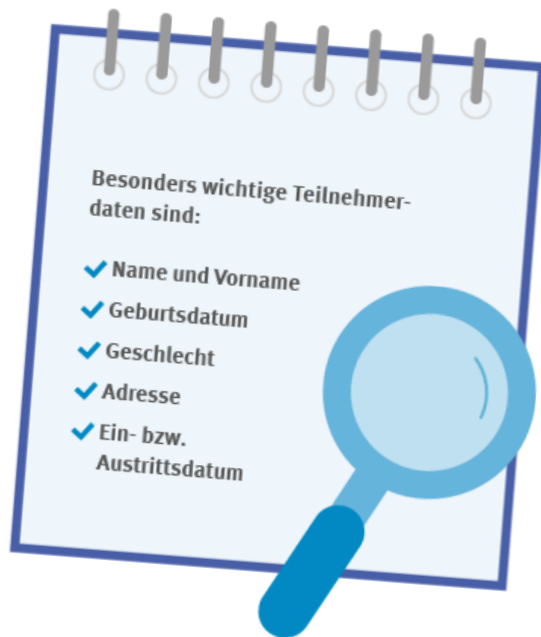 Besonders wichtige Teilnehmer-
daten sind:
Name und Vorname
Geburtsdatum
Geschlecht
Adresse
Ein- bzw.
Austrittsdatum